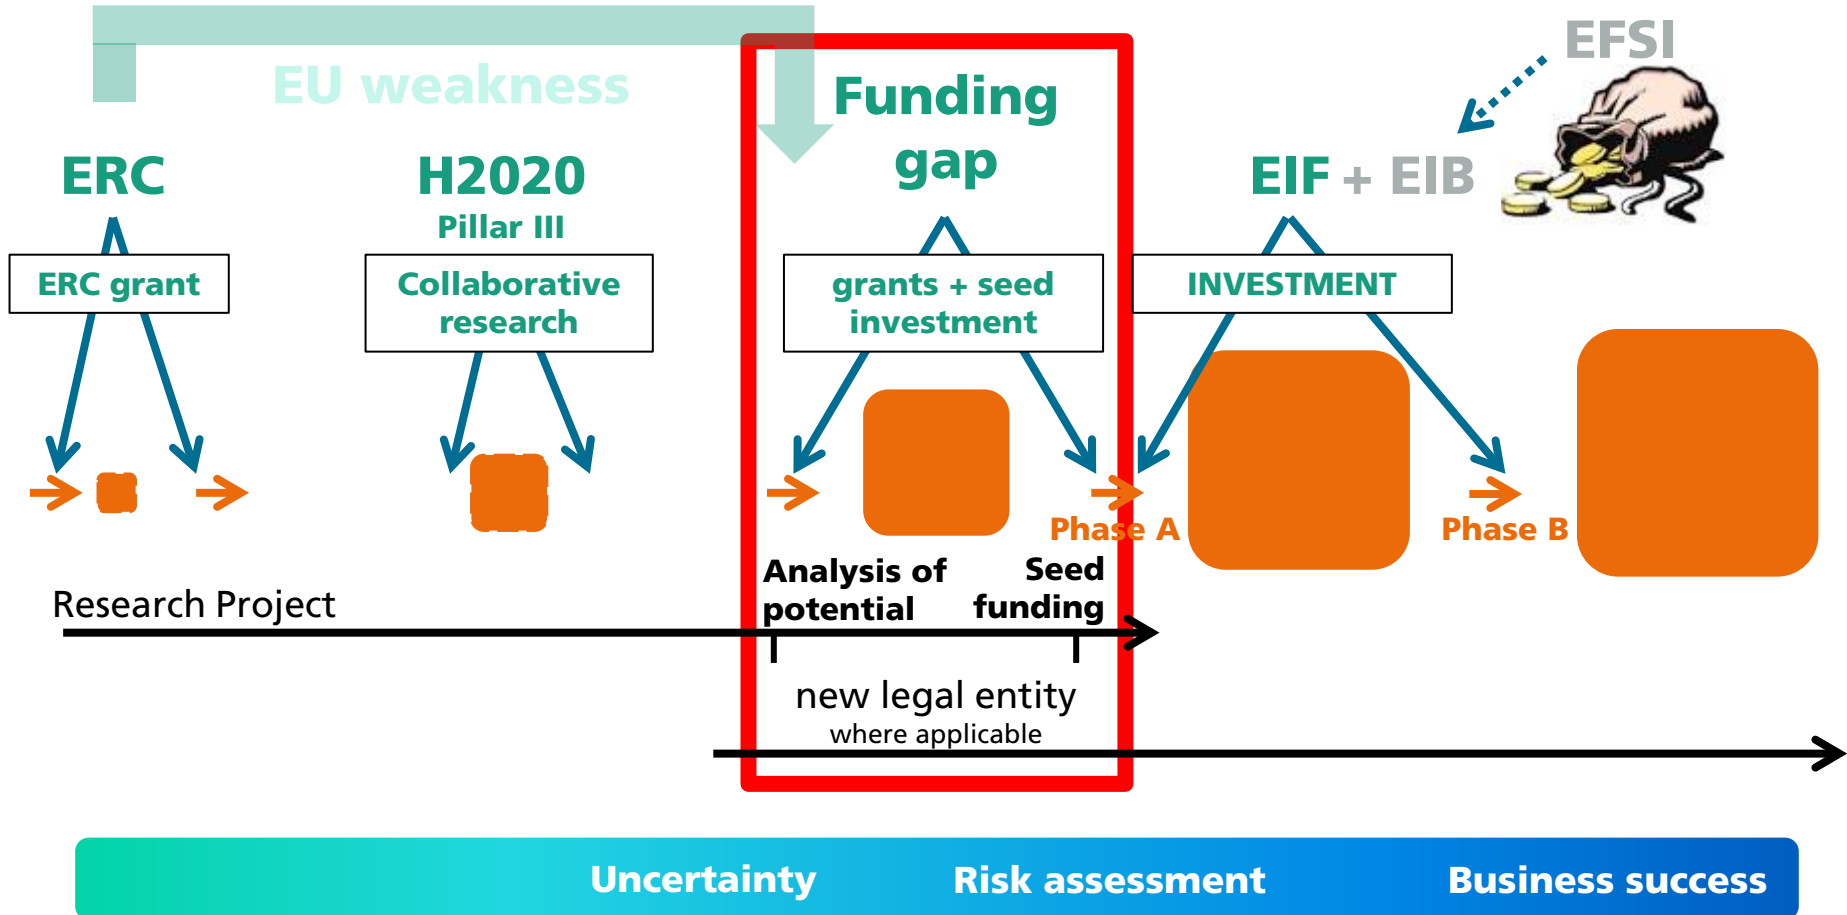 EU weakness
Funding
gap
EFSI
ERC
H2020
Pillar III
EIF + EIB
ERC grant
Collaborative
research
grants + seed
investment
INVESTMENT
Phase A
Phase B
Analysis of
potential
Seed
funding
Research Project
new legal entity
where applicable
Uncertainty
Risk assessment
Business success